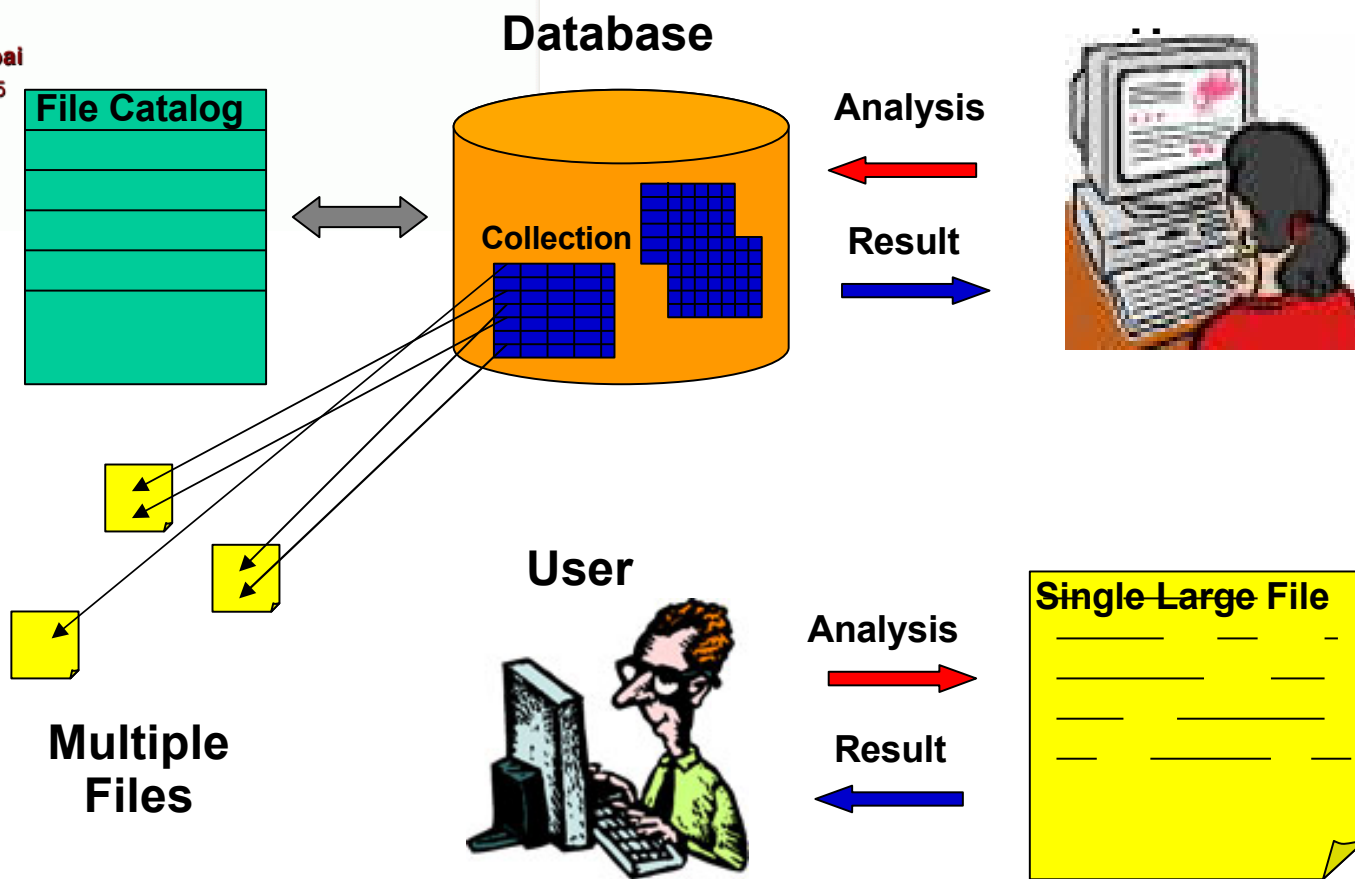 Database
File Catalog
Analysis
Collection
Result
User
Single Large File
Analysis
Multiple
Files
Result